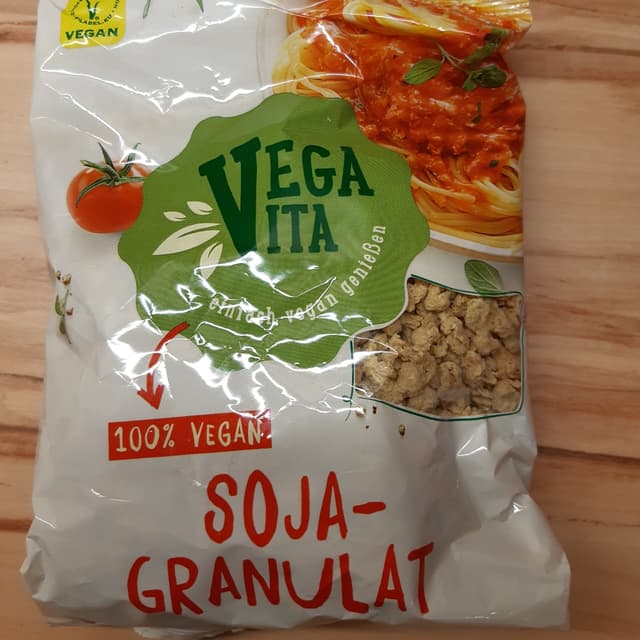 VEGAN
VEGA
VITA
einfach vegan genießen
100% VEGAN
SOJA-
GRANULAT